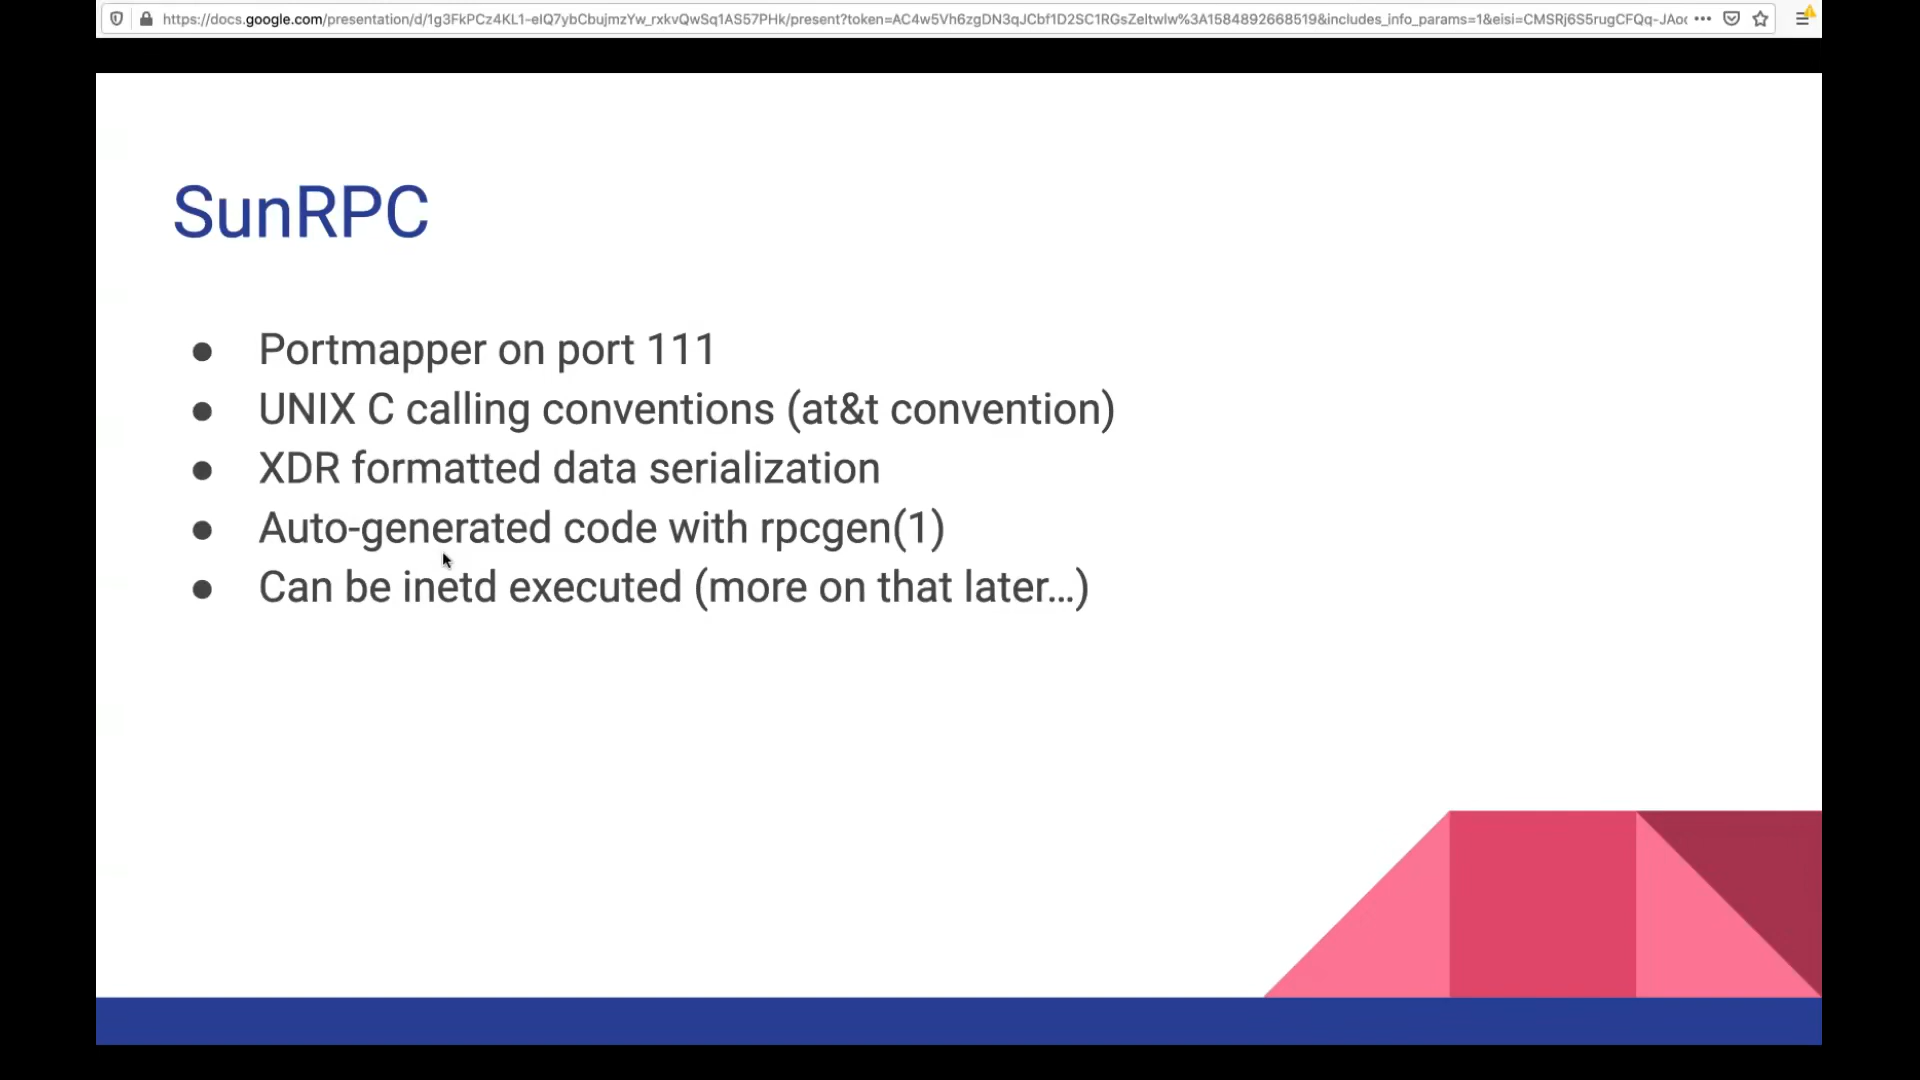 https://docs.google.com/presentation/d/1g3FkPCz4KL1-eIQ7ybCbujmzYw_rxkvQwSq1AS57PHk/present?token=AC4w5Vh6zgDN3qJCbf1D2SC1RGsZeltwlw%3A1584892668519&includes_info_params=1&eisi=CMSRj6S5rugCFQq-JAoc
SunRPC
● Portmapper on port 111
● UNIX C calling conventions (at&t convention)
● XDR formatted data serialization
● Auto-generated code with rpcgen(1)
● Can be inetd executed (more on that later...)